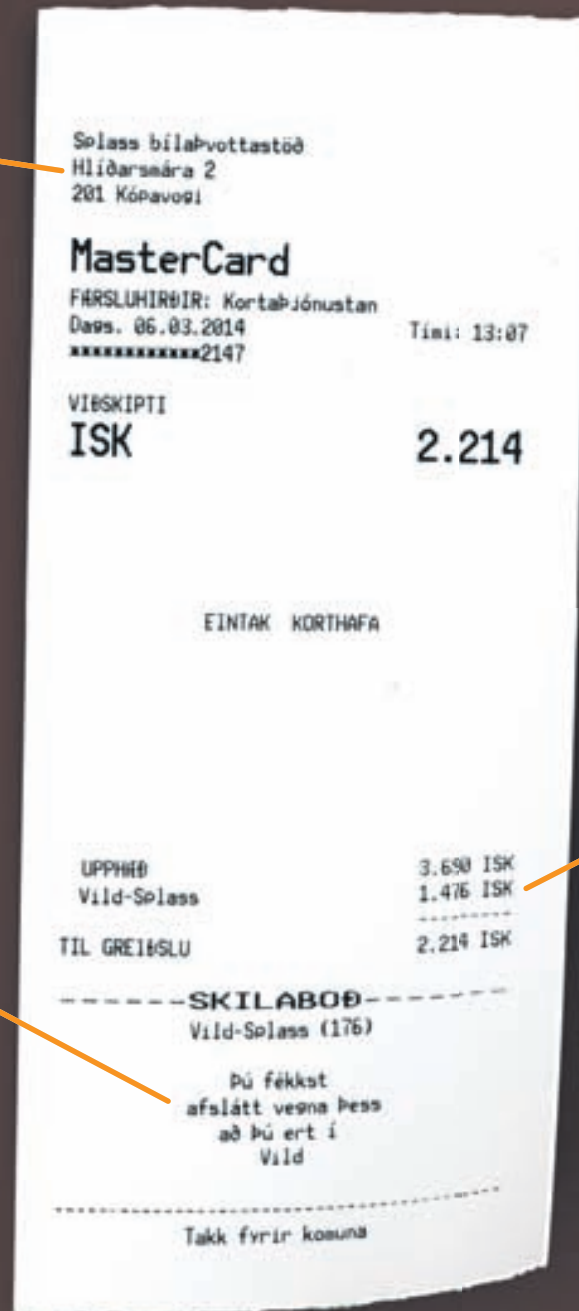 Splass bílaþvottastöð
Hlíðarsmára 2
201 Kópavogi
MasterCard
FÆRSLUHIRÐIR: Kortaþjónustan
Dags. 06.03.2014 Tími: 13:07
xxxxxxxxxxxx2147
VIÐSKIPTI
ISK 2.214
EINTAK KORTHAFA
UPPHÆÐ 3.690 ISK
Vild-Splass 1.476 ISK
------------
TIL GREIÐSLU 2.214 ISK
------SKILABOÐ------
Vild-Splass (176)
Þú fékkst
afslátt vegna þess
að þú ert í
Vild
Takk fyrir komuna